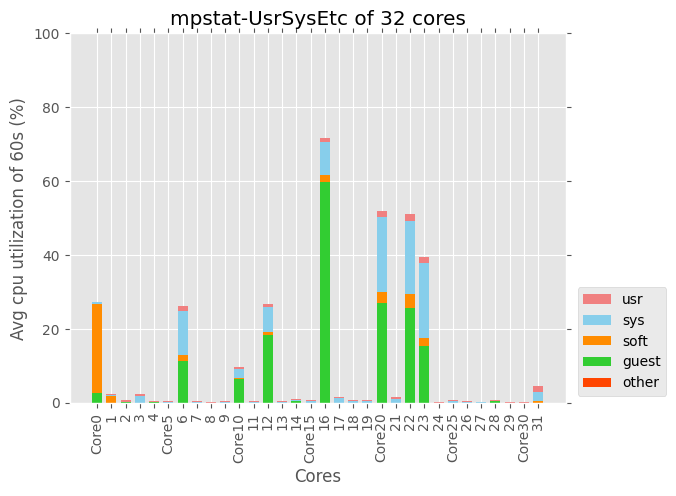 mpstat-UsrSysEtc of 32 cores
Avg cpu utilization of 60s (%)
100
80
60
40
20
0
Core0
1
2
3
4
Core5
6
7
8
9
Core10
11
12
13
14
Core15
16
17
18
19
Core20
21
22
23
24
Core25
26
27
28
29
Core30
31
Cores
usr
sys
soft
guest
other